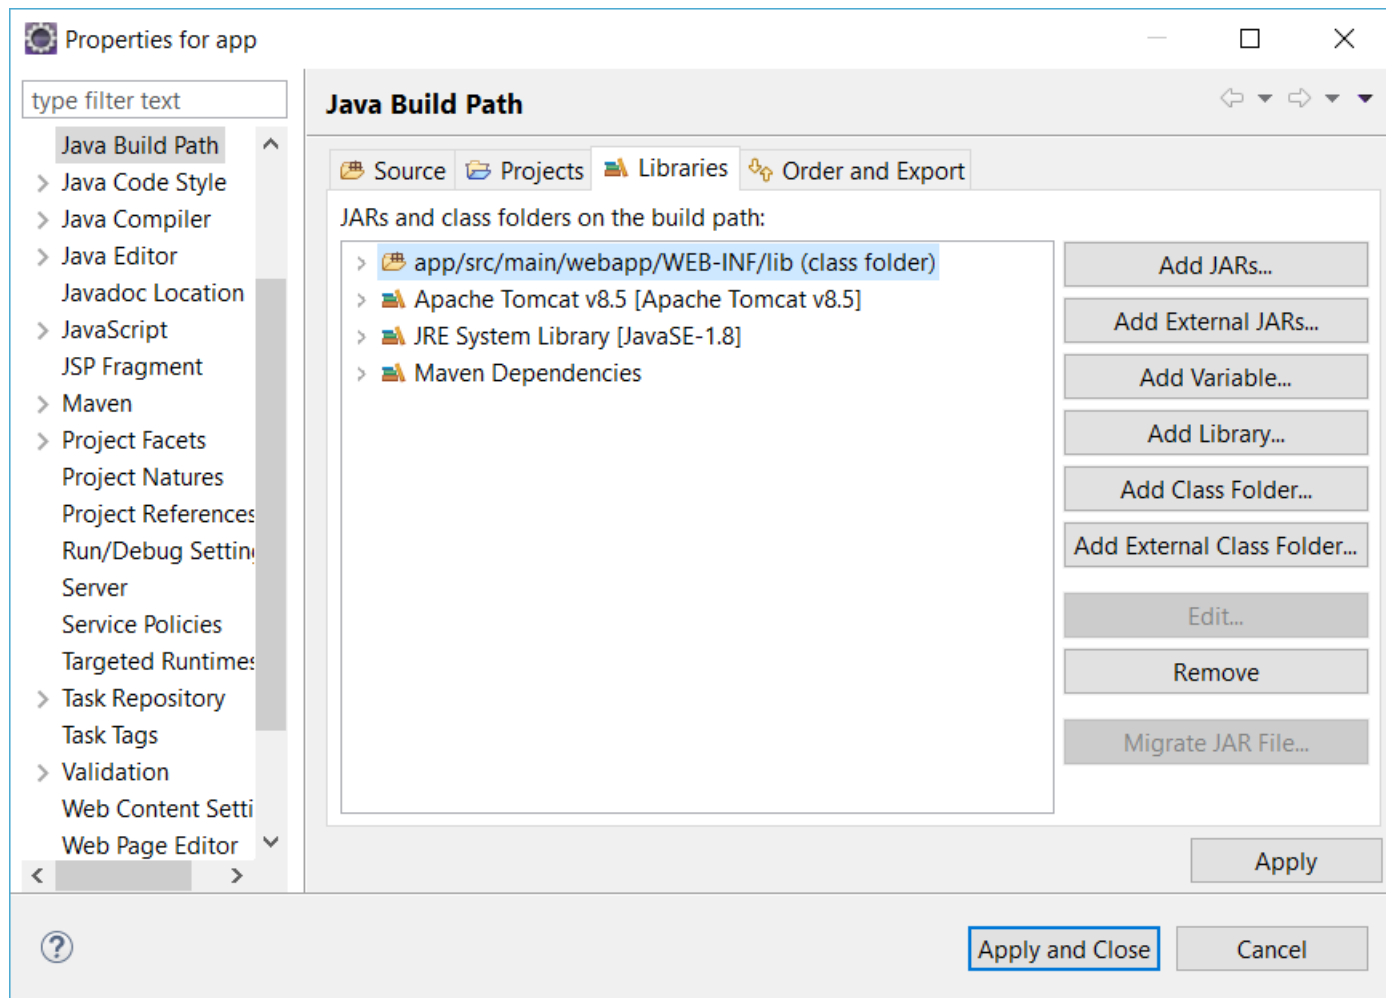 Properties for app
type filter text
Java Build Path
Java Code Style
Java Compiler
Java Editor
Javadoc Location
JavaScript
JSP Fragment
Maven
Project Facets
Project Natures
Project References
Run/Debug Settin
Server
Service Policies
Targeted Runtimes
Task Repository
Task Tags
Validation
Web Content Setti
Web Page Editor
Java Build Path
Source Projects Libraries Order and Export
JARs and class folders on the build path:
app/src/main/webapp/WEB-INF/lib (class folder)
Apache Tomcat v8.5 [Apache Tomcat v8.5]
JRE System Library [JavaSE-1.8]
Maven Dependencies
Add JARs...
Add External JARs...
Add Variable...
Add Library...
Add Class Folder...
Add External Class Folder...
Edit...
Remove
Migrate JAR File...
Apply
Apply and Close Cancel